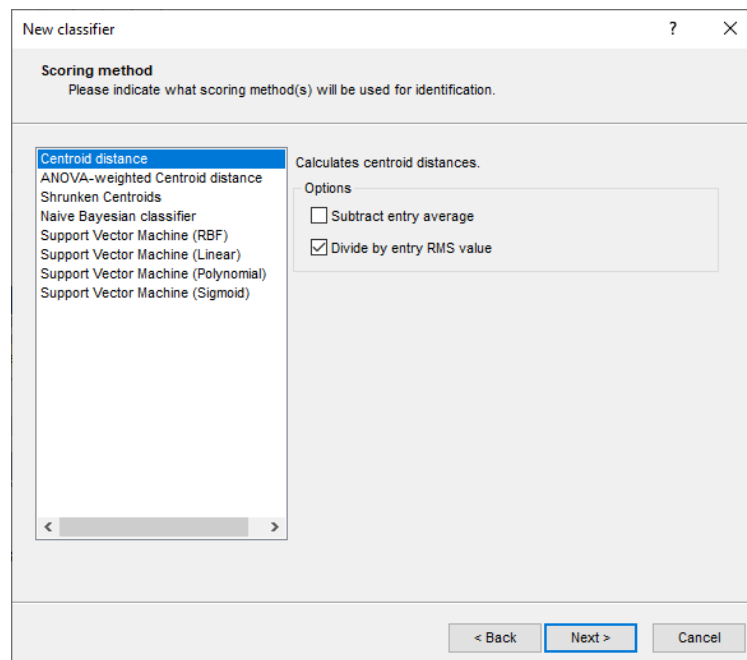 New classifier
?
Scoring method
Please indicate what scoring method(s) will be used for identification.
Centroid distance
ANOVA-weighted Centroid distance
Shrunken Centroids
Naive Bayesian classifier
Support Vector Machine (RBF)
Support Vector Machine (Linear)
Support Vector Machine (Polynomial)
Support Vector Machine (Sigmoid)
Calculates centroid distances.
Options
Subtract entry average
Divide by entry RMS value
< Back
Next >
Cancel